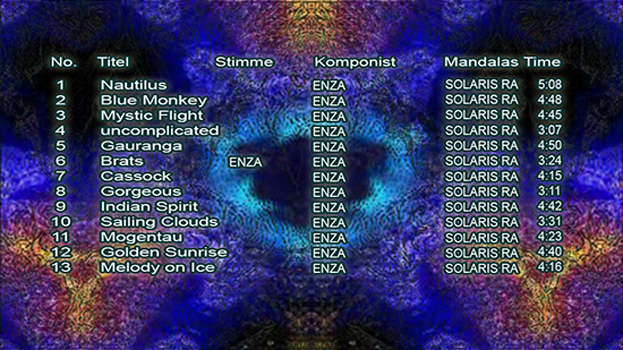 No. Titel Stimme Komponist Mandalas Time
1 Nautilus ENZA SOLARIS RA 5:08
2 Blue Monkey ENZA SOLARIS RA 4:48
3 Mystic Flight ENZA SOLARIS RA 4:45
4 uncomplicated ENZA SOLARIS RA 3:07
5 Gauranga ENZA SOLARIS RA 4:50
6 Brats ENZA ENZA SOLARIS RA 3:24
7 Cassock ENZA SOLARIS RA 4:15
8 Gorgeous ENZA SOLARIS RA 3:11
9 Indian Spirit ENZA SOLARIS RA 4:42
10 Sailing Clouds ENZA SOLARIS RA 3:31
11 Mogentau ENZA SOLARIS RA 4:23
12 Golden Sunrise ENZA SOLARIS RA 4:40
13 Melody on Ice ENZA SOLARIS RA 4:16